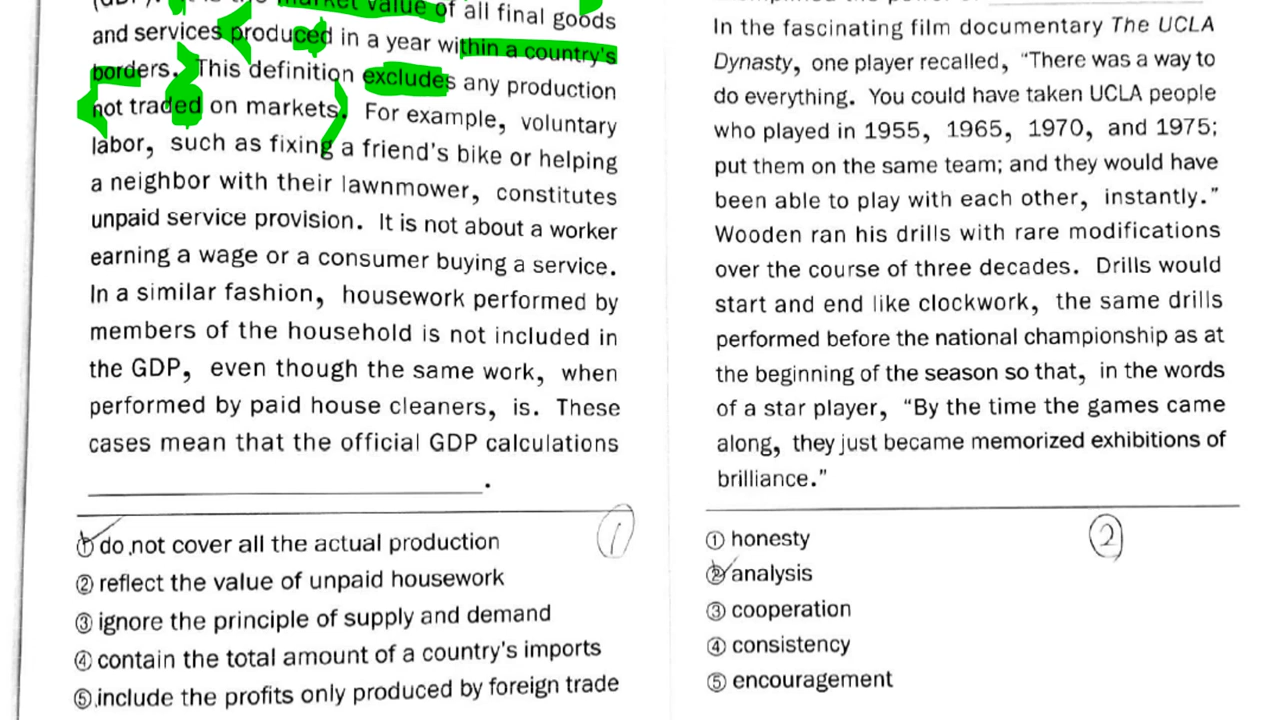 (GDP). It is the market value of all final goods
and services produced in a year within a country's
borders. This definition excludes any production
not traded on markets. For example, voluntary
labor, such as fixing a friend's bike or helping
a neighbor with their lawnmower, constitutes
unpaid service provision. It is not about a worker
earning a wage or a consumer buying a service.
In a similar fashion, housework performed by
members of the household is not included in
the GDP, even though the same work, when
performed by paid house cleaners, is. These
cases mean that the official GDP calculations
.
① do not cover all the actual production
② reflect the value of unpaid housework
③ ignore the principle of supply and demand
④ contain the total amount of a country's imports
⑤ include the profits only produced by foreign trade
①
In the fascinating film documentary The UCLA
Dynasty, one player recalled, “There was a way to
do everything. You could have taken UCLA people
who played in 1955, 1965, 1970, and 1975;
put them on the same team; and they would have
been able to play with each other, instantly.”
Wooden ran his drills with rare modifications
over the course of three decades. Drills would
start and end like clockwork, the same drills
performed before the national championship as at
the beginning of the season so that, in the words
of a star player, “By the time the games came
along, they just became memorized exhibitions of
brilliance.”
① honesty
② analysis
③ cooperation
④ consistency
⑤ encouragement
②